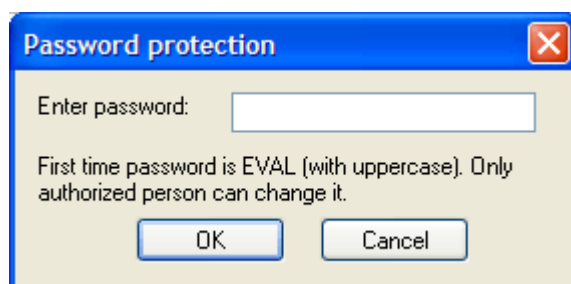 Password protection
Enter password:
First time password is EVAL (with uppercase). Only
authorized person can change it.
OK Cancel